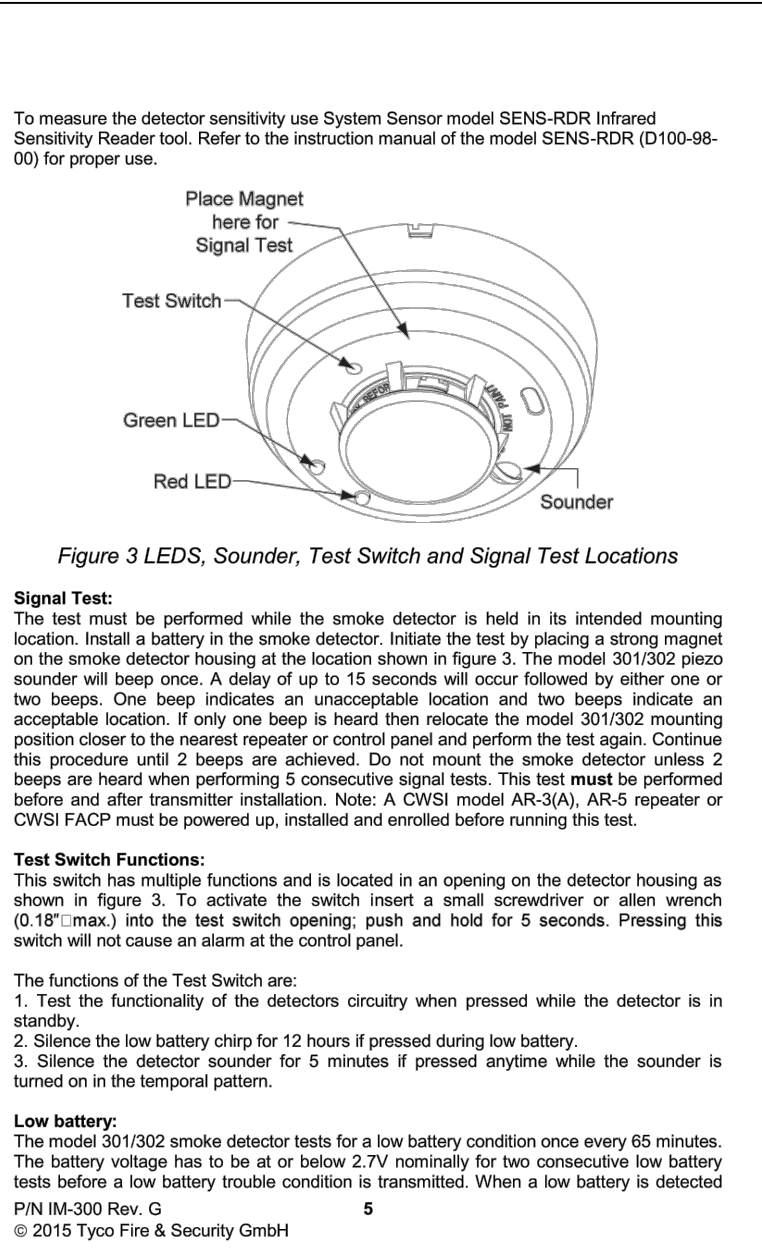 To measure the detector sensitivity use System Sensor model SENS-RDR Infrared
Sensitivity Reader tool. Refer to the instruction manual of the model SENS-RDR (D100-98-
00) for proper use.
Place Magnet
here for
Signal Test
Test Switch
Green LED
Red LED
Sounder
NOT PAINT
Figure 3 LEDS, Sounder, Test Switch and Signal Test Locations
Signal Test:
The test must be performed while the smoke detector is held in its intended mounting
location. Install a battery in the smoke detector. Initiate the test by placing a strong magnet
on the smoke detector housing at the location shown in figure 3. The model 301/302 piezo
sounder will beep once. A delay of up to 15 seconds will occur followed by either one or
two beeps. One beep indicates an unacceptable location and two beeps indicate an
acceptable location. If only one beep is heard then relocate the model 301/302 mounting
position closer to the nearest repeater or control panel and perform the test again. Continue
this procedure until 2 beeps are achieved. Do not mount the smoke detector unless 2
beeps are heard when performing 5 consecutive signal tests. This test must be performed
before and after transmitter installation. Note: A CWSI model AR-3(A), AR-5 repeater or
CWSI FACP must be powered up, installed and enrolled before running this test.
Test Switch Functions:
This switch has multiple functions and is located in an opening on the detector housing as
shown in figure 3. To activate the switch insert a small screwdriver or allen wrench
(0.18″□max.) into the test switch opening; push and hold for 5 seconds. Pressing this
switch will not cause an alarm at the control panel.
The functions of the Test Switch are:
1. Test the functionality of the detectors circuitry when pressed while the detector is in
standby.
2. Silence the low battery chirp for 12 hours if pressed during low battery.
3. Silence the detector sounder for 5 minutes if pressed anytime while the sounder is
turned on in the temporal pattern.
Low battery:
The model 301/302 smoke detector tests for a low battery condition once every 65 minutes.
The battery voltage has to be at or below 2.7V nominally for two consecutive low battery
tests before a low battery trouble condition is transmitted. When a low battery is detected
P/N IM-300 Rev. G 5
© 2015 Tyco Fire & Security GmbH